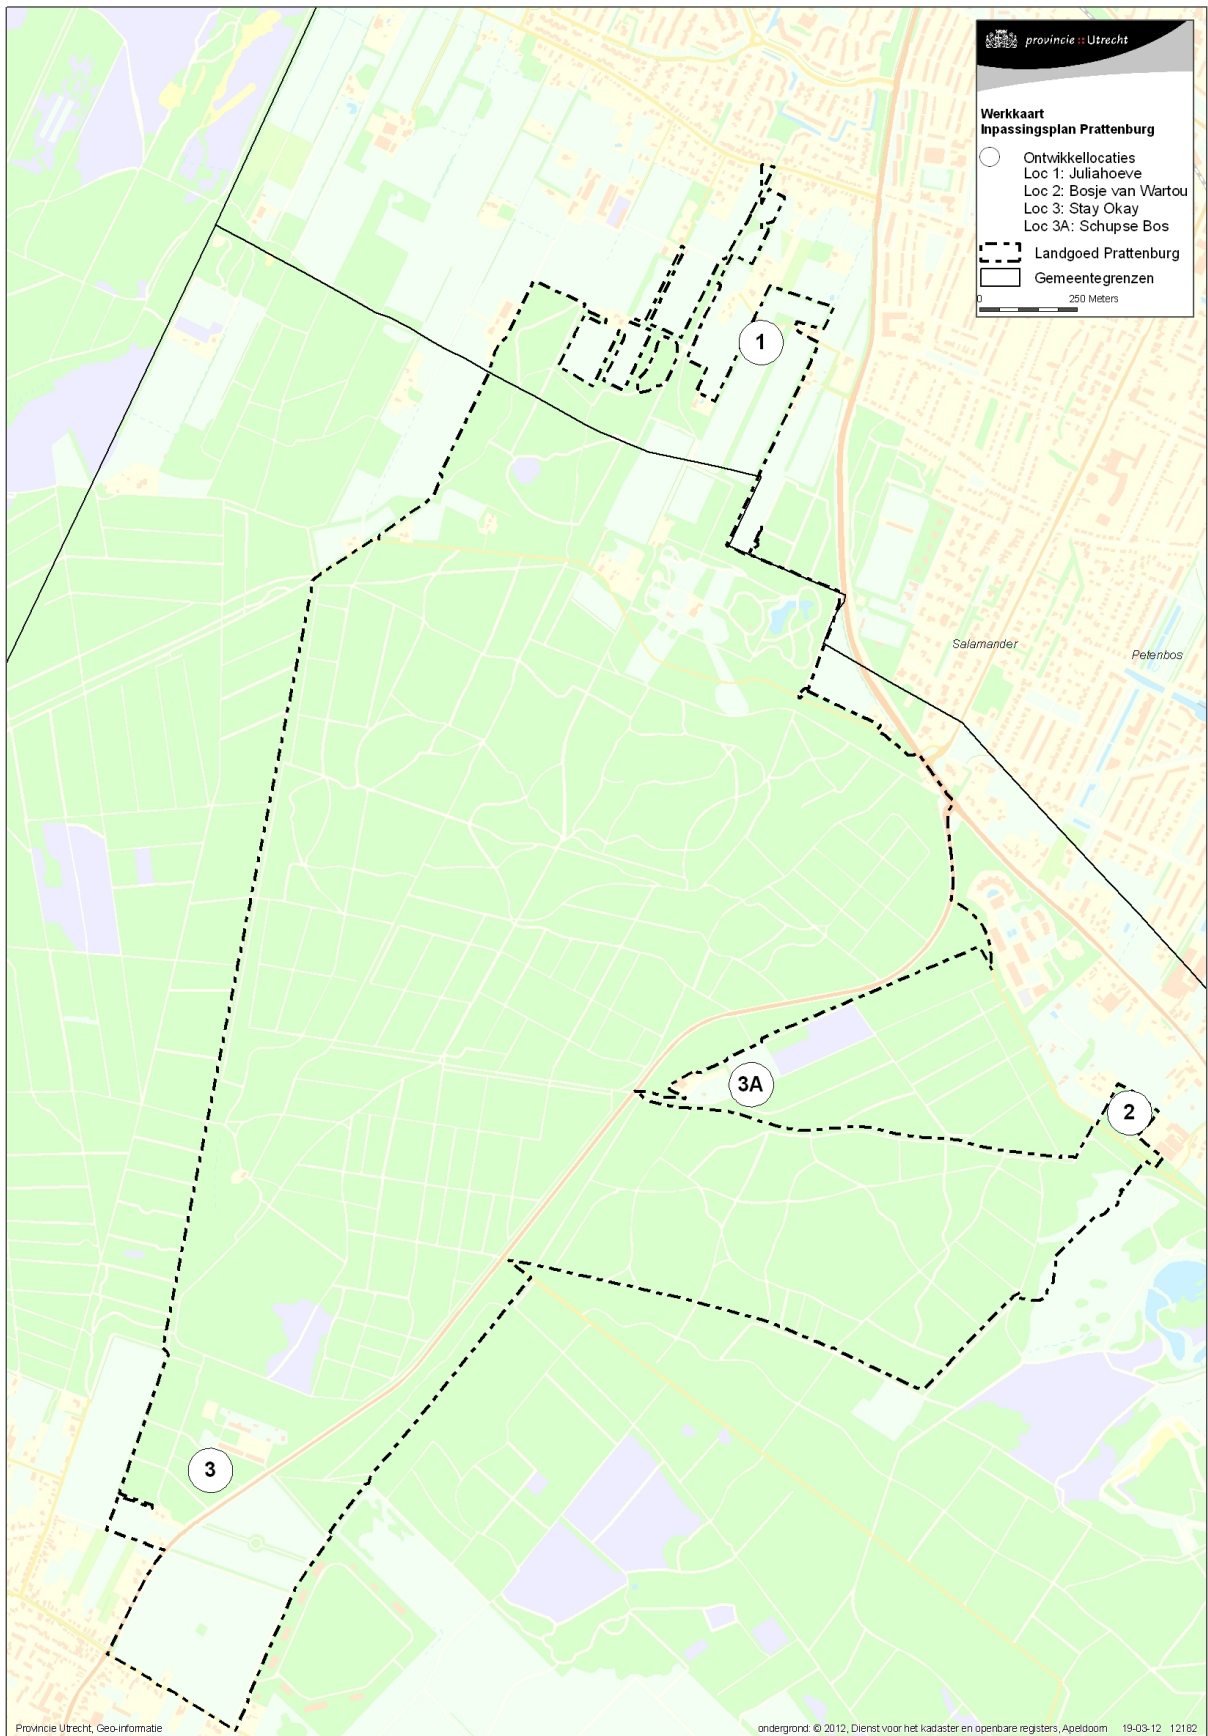 provincie :: Utrecht
Werkkaart
Inpassingsplan Prattenburg
Ontwikkellocaties
Loc 1: Juliahoeve
Loc 2: Bosje van Wartou
Loc 3: Stay Okay
Loc 3A: Schupse Bos
Landgoed Prattenburg
Gemeentegrenzen
0 250 Meters
1
Salamander
Petenbos
3A
2
3
Provincie Utrecht, Geo-informatie
ondergrond: © 2012, Dienst voor het kadaster en openbare registers, Apeldoorn 19-03-12 12182